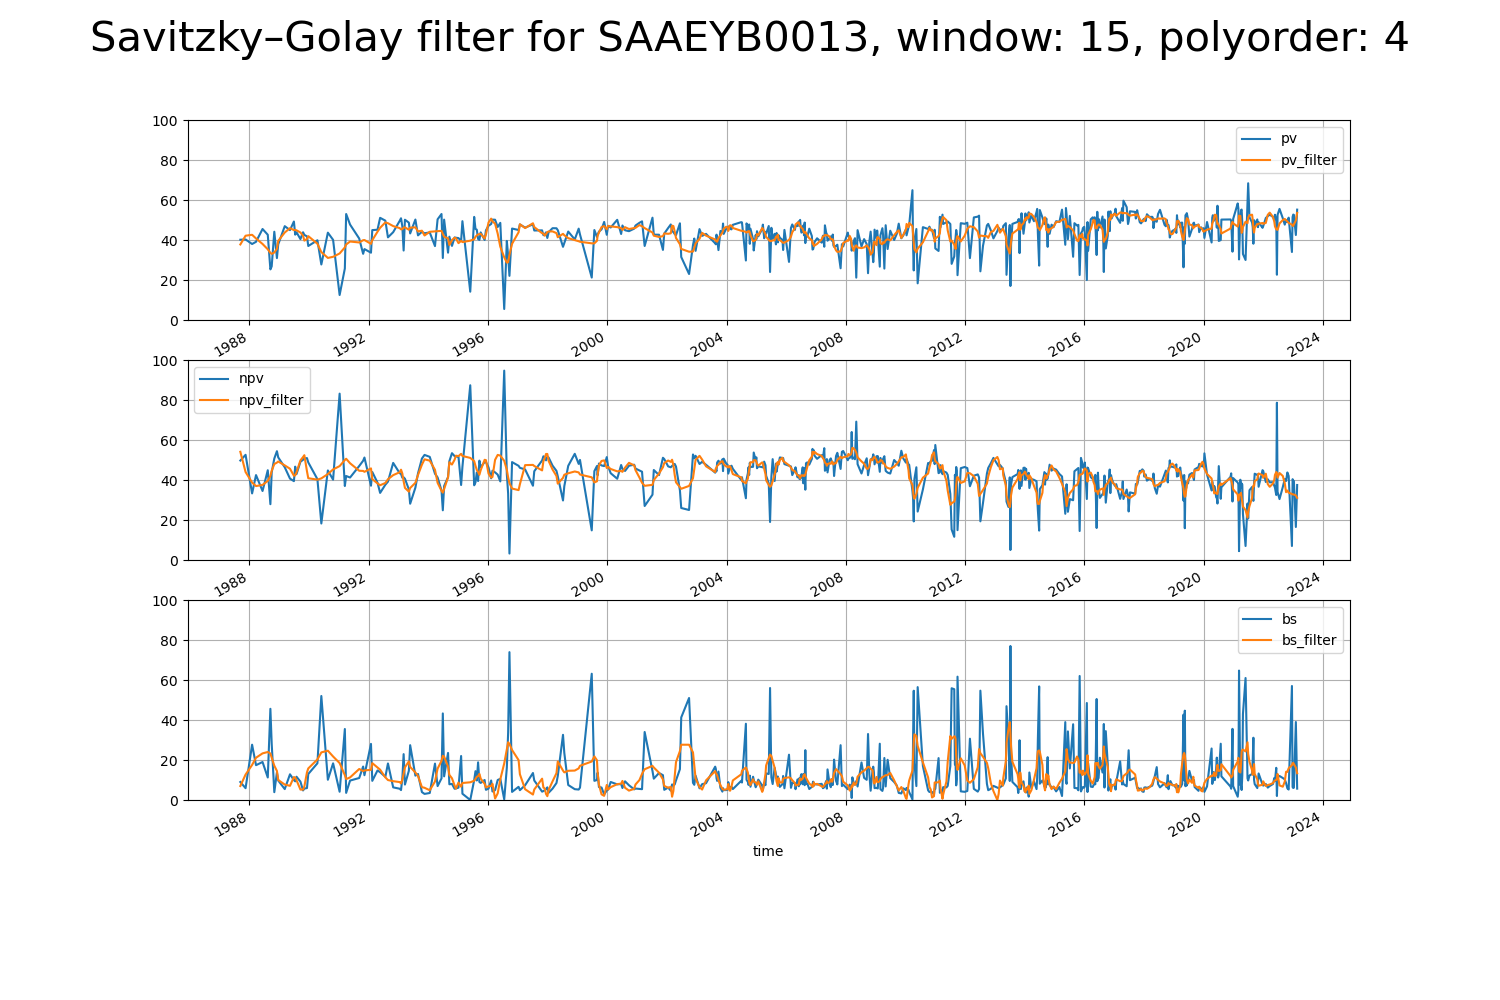 Savitzky–Golay filter for SAAEYB0013, window: 15, polyorder: 4
100
80
60
40
20
0
pv
pv_filter
1988 1992 1996 2000 2004 2008 2012 2016 2020 2024
100
80
60
40
20
0
npv
npv_filter
1988 1992 1996 2000 2004 2008 2012 2016 2020 2024
100
80
60
40
20
0
bs
bs_filter
1988 1992 1996 2000 2004 2008 2012 2016 2020 2024
time